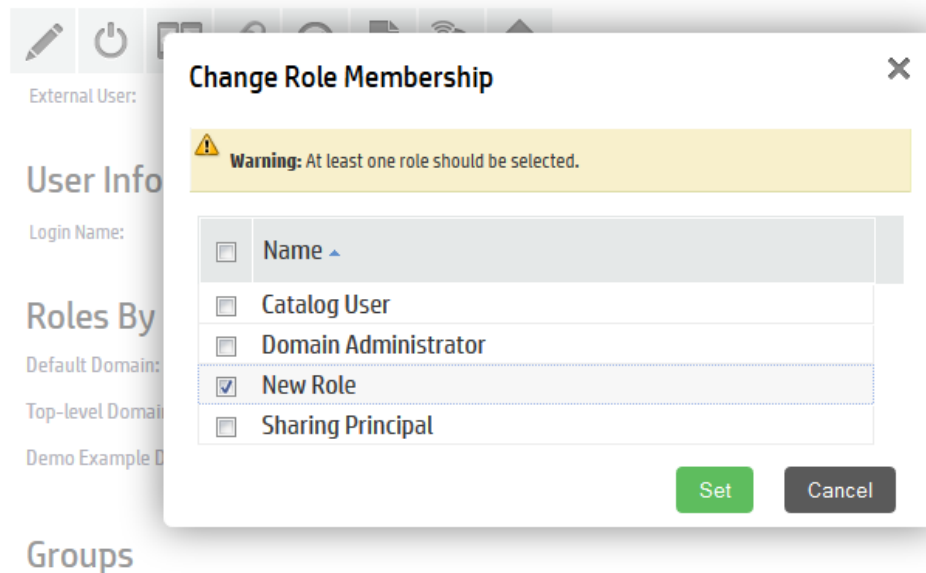 Change Role Membership
External User:
Warning: At least one role should be selected.
User Info
Login Name:
Name
Catalog User
Roles By
Domain Administrator
Default Domain:
New Role
Top-level Domai
Sharing Principal
Demo Example D
Set Cancel
Groups